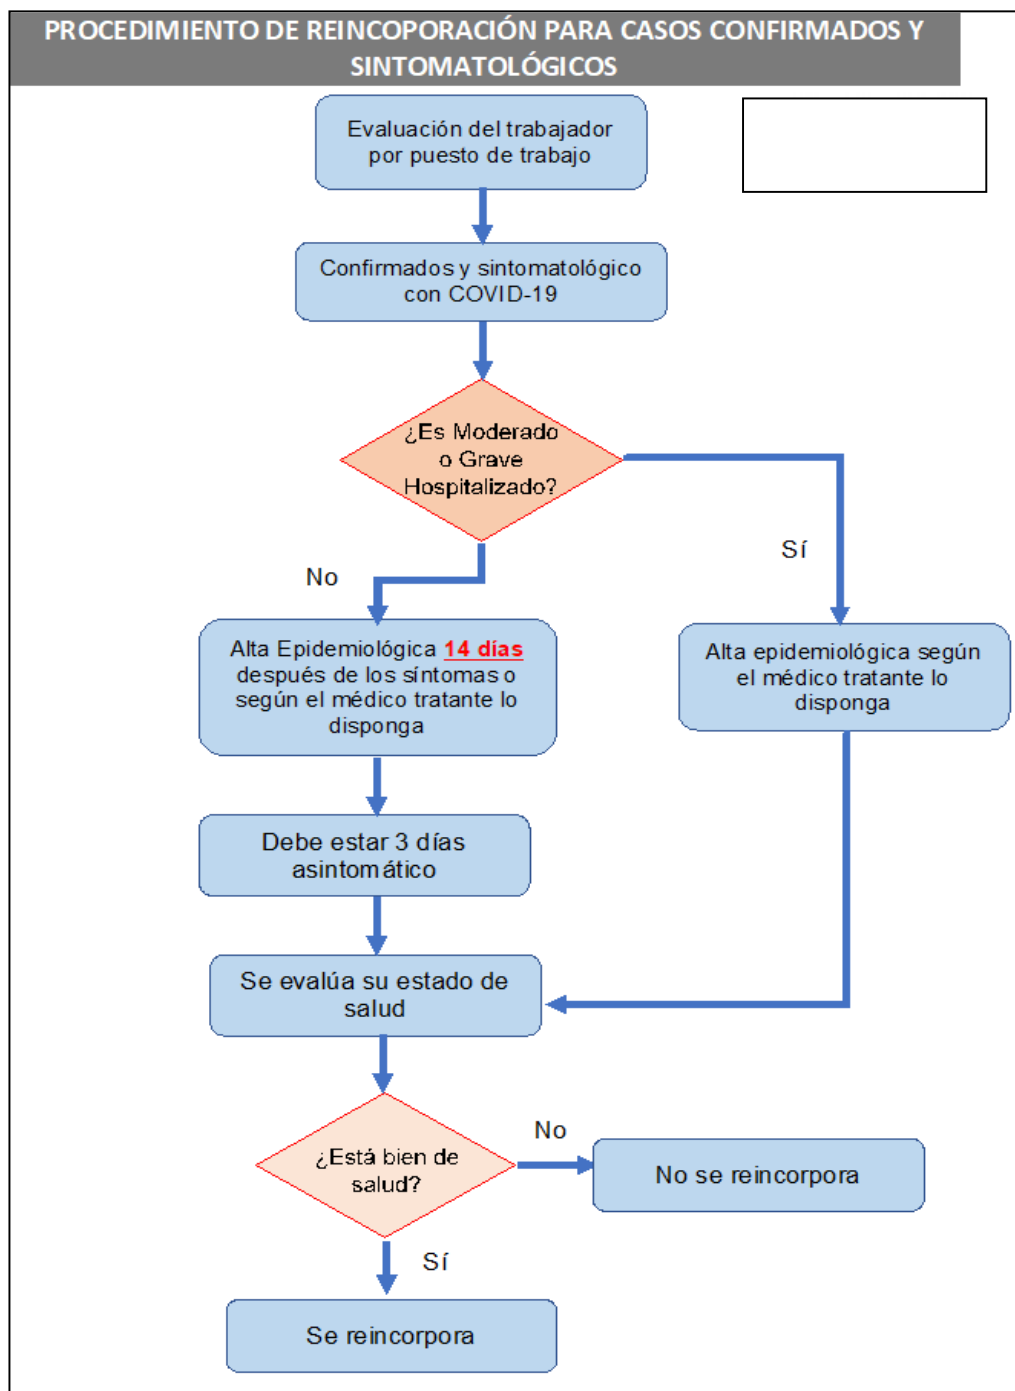 PROCEDIMIENTO DE REINCOPORACIÓN PARA CASOS CONFIRMADOS Y
SINTOMATOLÓGICOS
Evaluación del trabajador
por puesto de trabajo
Confirmados y sintomatológico
con COVID-19
¿Es Moderado
o Grave
Hospitalizado?
Sí
No
Alta Epidemiológica 14 días
después de los síntomas o
según el médico tratante lo
disponga
Alta epidemiológica según
el médico tratante lo
disponga
Debe estar 3 días
asintomático
Se evalúa su estado de
salud
¿Está bien de
salud?
No
No se reincorpora
Sí
Se reincorpora